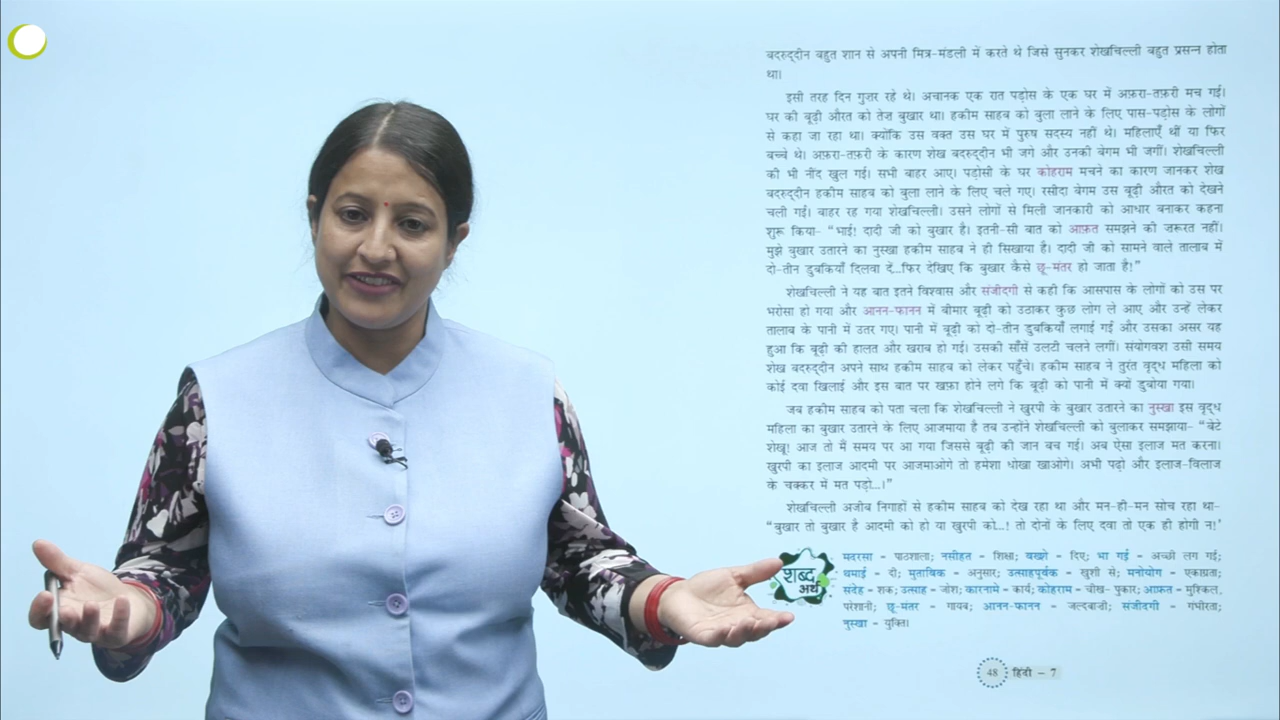 बदरुद्दीन बहुत शान से अपनी मित्र-मंडली में करते थे जिसे सुनकर शेखचिल्ली बहुत प्रसन्न होता
था।
इसी तरह दिन गुज़र रहे थे। अचानक एक रात पड़ोस के एक घर में अफ़रा-तफ़री मच गई।
घर की बूढ़ी औरत को तेज़ बुखार था। हकीम साहब को बुला लाने के लिए पास-पड़ोस के लोगों
से कहा जा रहा था। क्योंकि उस वक्त उस घर में पुरुष सदस्य नहीं थे। महिलाएँ थीं या फिर
बच्चे थे। अफ़रा-तफ़री के कारण शेख बदरुद्दीन भी जगे और उनकी बेगम भी जगीं। शेखचिल्ली
की भी नींद खुल गई। सभी बाहर आए। पड़ोसी के घर कोहराम मचने का कारण जानकर शेख
बदरुद्दीन हकीम साहब को बुला लाने के लिए चले गए। रसीदा बेगम उस बूढ़ी औरत को देखने
चली गईं। बाहर रह गया शेखचिल्ली। उसने लोगों से मिली जानकारी को आधार बनाकर कहना
शुरू किया- “भाई! दादी जी को बुखार है। इतनी-सी बात को आफ़त समझने की जरूरत नहीं।
मुझे बुखार उतारने का नुस्खा हकीम साहब ने ही सिखाया है। दादी जी को सामने वाले तालाब में
दो-तीन डुबकियाँ दिलवा दें...फिर देखिए कि बुखार कैसे छू-मंतर हो जाता है!”
शेखचिल्ली ने यह बात इतने विश्वास और संजीदगी से कही कि आसपास के लोगों को उस पर
भरोसा हो गया और आनन-फानन में बीमार बूढ़ी को उठाकर कुछ लोग ले आए और उन्हें लेकर
तालाब के पानी में उतर गए। पानी में बूढ़ी को दो-तीन डुबकियाँ लगाई गईं और उसका असर यह
हुआ कि बूढ़ी की हालत और खराब हो गई। उसकी साँसें उलटी चलने लगीं। संयोगवश उसी समय
शेख बदरुद्दीन अपने साथ हकीम साहब को लेकर पहुँचे। हकीम साहब ने तुरंत वृद्ध महिला को
कोई दवा खिलाई और इस बात पर खफ़ा होने लगे कि बूढ़ी को पानी में क्यों डुबोया गया।
जब हकीम साहब को पता चला कि शेखचिल्ली ने खुरपी के बुखार उतारने का नुस्खा इस वृद्ध
महिला का बुखार उतारने के लिए आजमाया है तब उन्होंने शेखचिल्ली को बुलाकर समझाया- “बेटे
शेखू! आज तो मैं समय पर आ गया जिससे बूढ़ी की जान बच गई। अब ऐसा इलाज मत करना।
खुरपी का इलाज आदमी पर आजमाओगे तो हमेशा धोखा खाओगे। अभी पढ़ो और इलाज-विलाज
के चक्कर में मत पड़ो...।”
शेखचिल्ली अजीब निगाहों से हकीम साहब को देख रहा था और मन-ही-मन सोच रहा था-
“बुखार तो बुखार है आदमी को हो या खुरपी को...! तो दोनों के लिए दवा तो एक ही होगी न!’
शब्द
अर्थ
मदरसा = पाठशाला; नसीहत = शिक्षा; बख्शे = दिए; भा गई = अच्छी लग गई;
थमाई = दी; मुताबिक = अनुसार; उत्साहपूर्वक = खुशी से; मनोयोग = एकाग्रता;
संदेह = शक; उत्साह = जोश; कारनामे = कार्य; कोहराम = चीख- पुकार; आफ़त = मुश्किल,
परेशानी; छू-मंतर = गायब; आनन-फानन = जल्दबाज़ी; संजीदगी = गंभीरता;
नुस्खा = युक्ति।
48 हिंदी – 7